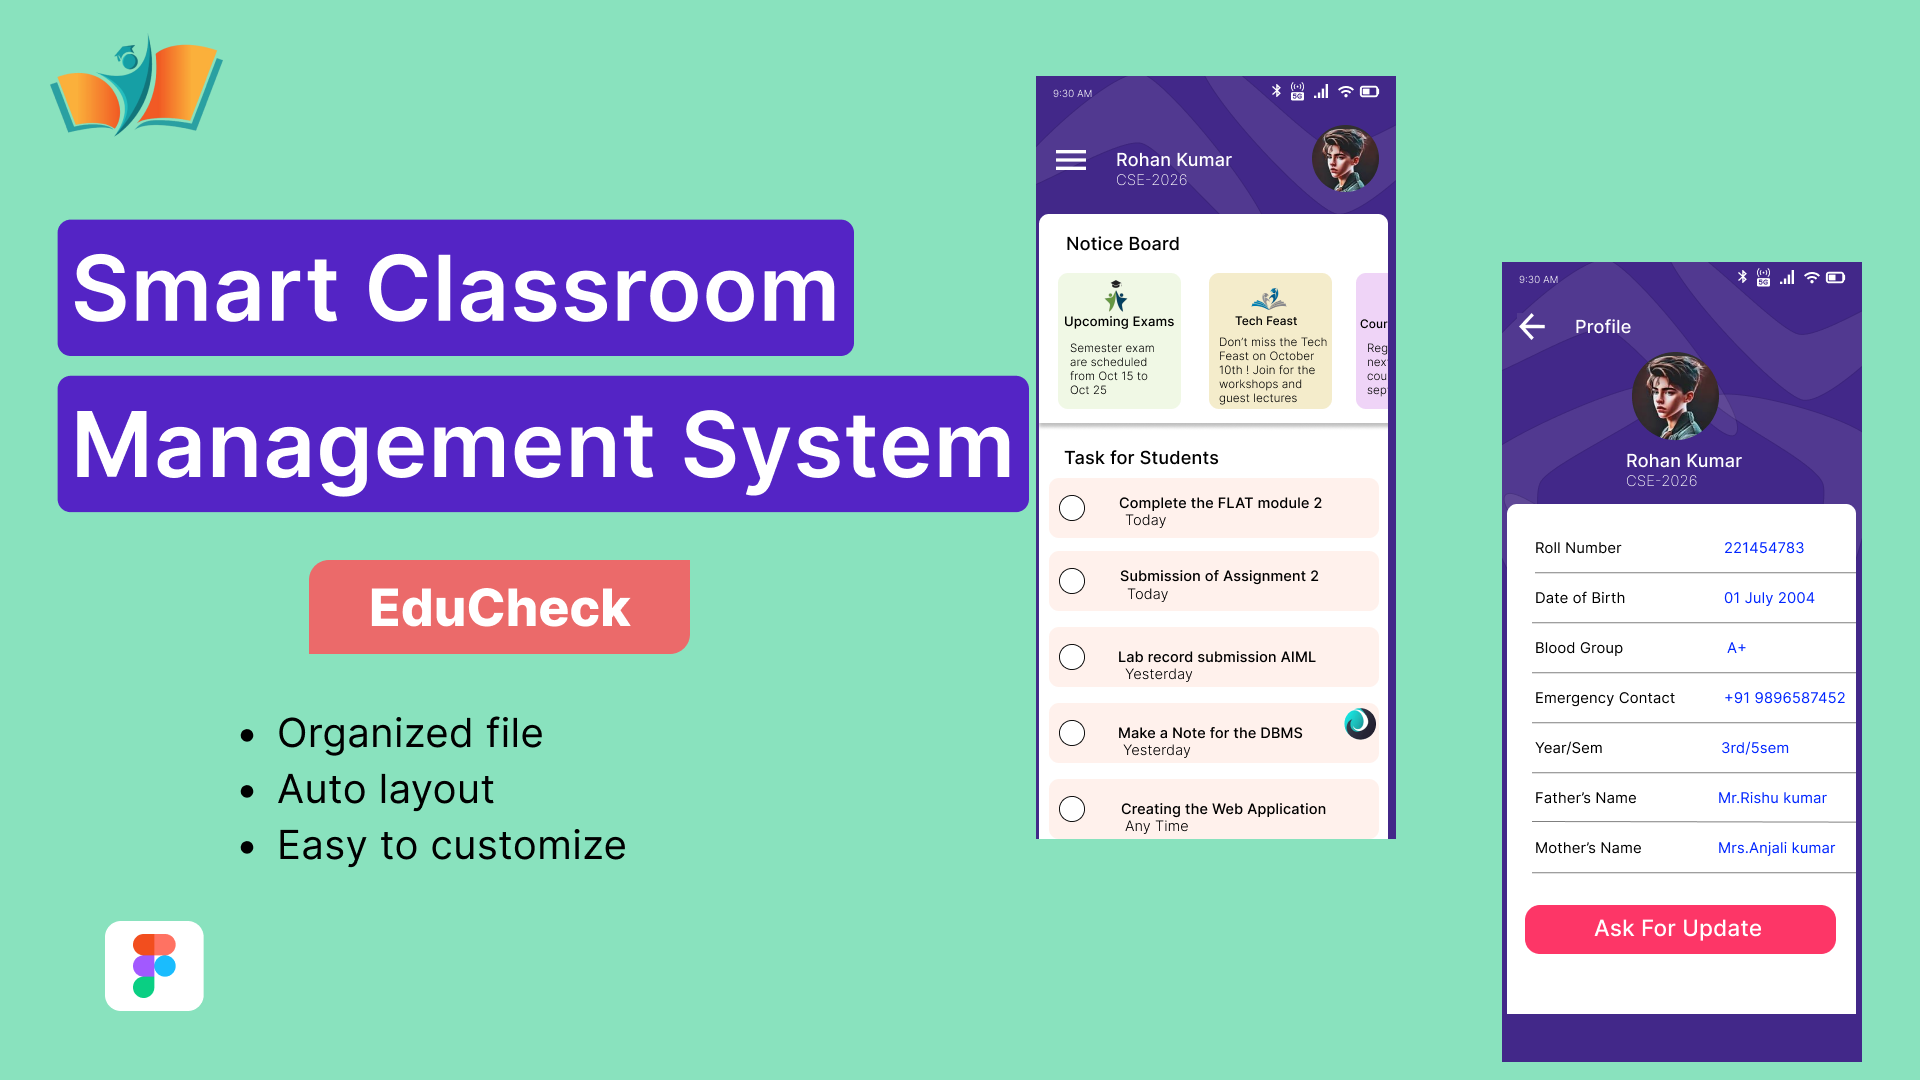 Smart Classroom
Management System
EduCheck
• Organized file
• Auto layout
• Easy to customize
9:30 AM
5G
Rohan Kumar
CSE-2026
Notice Board
Upcoming Exams
Semester exam
are scheduled
from Oct 15 to
Oct 25
Tech Feast
Don’t miss the Tech
Feast on October
10th ! Join for the
workshops and
guest lectures
Cour
Reg
nex
cou
sep
Task for Students
Complete the FLAT module 2
Today
Submission of Assignment 2
Today
Lab record submission AIML
Yesterday
Make a Note for the DBMS
Yesterday
Creating the Web Application
Any Time
9:30 AM
5G
Profile
Rohan Kumar
CSE-2026
Roll Number 221454783
Date of Birth 01 July 2004
Blood Group A+
Emergency Contact +91 9896587452
Year/Sem 3rd/5sem
Father’s Name Mr.Rishu kumar
Mother’s Name Mrs.Anjali kumar
Ask For Update